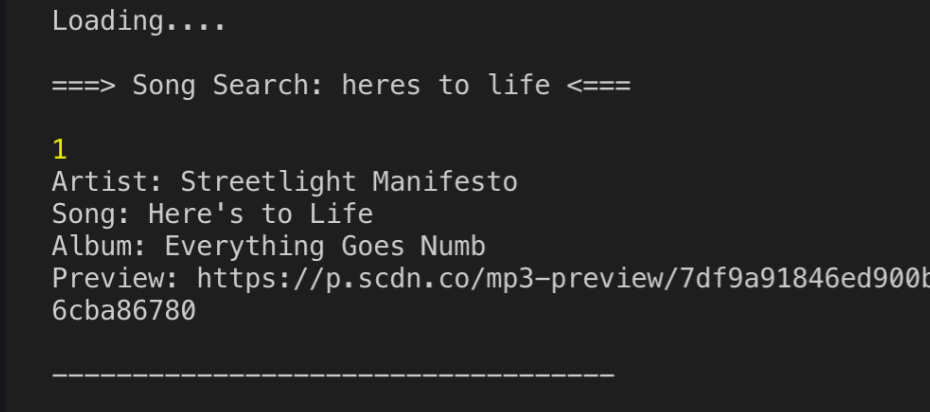 Loading....
===> Song Search: heres to life <===
1
Artist: Streetlight Manifesto
Song: Here's to Life
Album: Everything Goes Numb
Preview: https://p.scdn.co/mp3-preview/7df9a91846ed900b
6cba86780
-----------------------------------